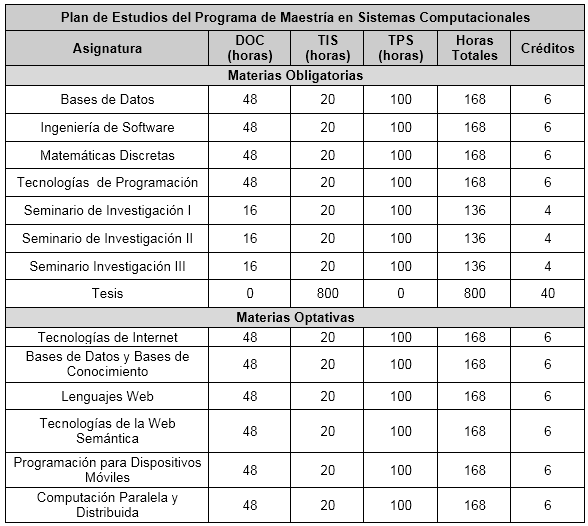 Plan de Estudios del Programa de Maestría en Sistemas Computacionales
Asignatura DOC (horas) TIS (horas) TPS (horas) Horas Totales Créditos
Materias Obligatorias
Bases de Datos 48 20 100 168 6
Ingeniería de Software 48 20 100 168 6
Matemáticas Discretas 48 20 100 168 6
Tecnologías de Programación 48 20 100 168 6
Seminario de Investigación I 16 20 100 136 4
Seminario de Investigación II 16 20 100 136 4
Seminario Investigación III 16 20 100 136 4
Tesis 0 800 0 800 40
Materias Optativas
Tecnologías de Internet 48 20 100 168 6
Bases de Datos y Bases de Conocimiento 48 20 100 168 6
Lenguajes Web 48 20 100 168 6
Tecnologías de la Web Semántica 48 20 100 168 6
Programación para Dispositivos Móviles 48 20 100 168 6
Computación Paralela y Distribuida 48 20 100 168 6